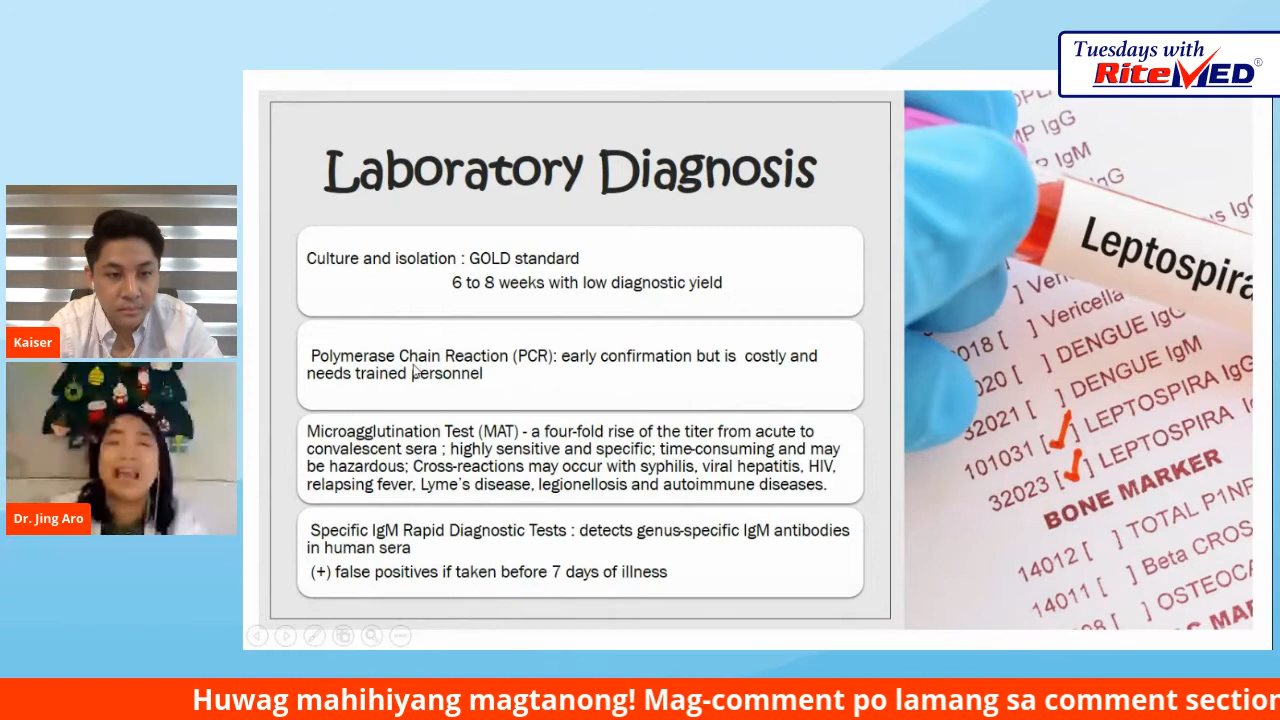 Tuesdays with
RiteMED®
Laboratory Diagnosis
Culture and isolation : GOLD standard
6 to 8 weeks with low diagnostic yield
Polymerase Chain Reaction (PCR): early confirmation but is costly and
needs trained personnel
Microagglutination Test (MAT) - a four-fold rise of the titer from acute to
convalescent sera ; highly sensitive and specific; time-consuming and may
be hazardous; Cross-reactions may occur with syphilis, viral hepatitis, HIV,
relapsing fever, Lyme's disease, legionellosis and autoimmune diseases.
Specific IgM Rapid Diagnostic Tests : detects genus-specific IgM antibodies
in human sera
(+) false positives if taken before 7 days of illness
Leptospira
IgG
IgM
] Vericella
32021 [ ] DENGUE IgG
] DENGUE IgM
101031 [ ] LEPTOSPIRA IgG
32023 [ ] LEPTOSPIRA
BONE MARKER
14012 [ ] TOTAL P1NP
14011 [ ] Beta CROS
] OSTEOCA
Kaiser
Dr. Jing Aro
Huwag mahihiyang magtanong! Mag-comment po lamang sa comment section